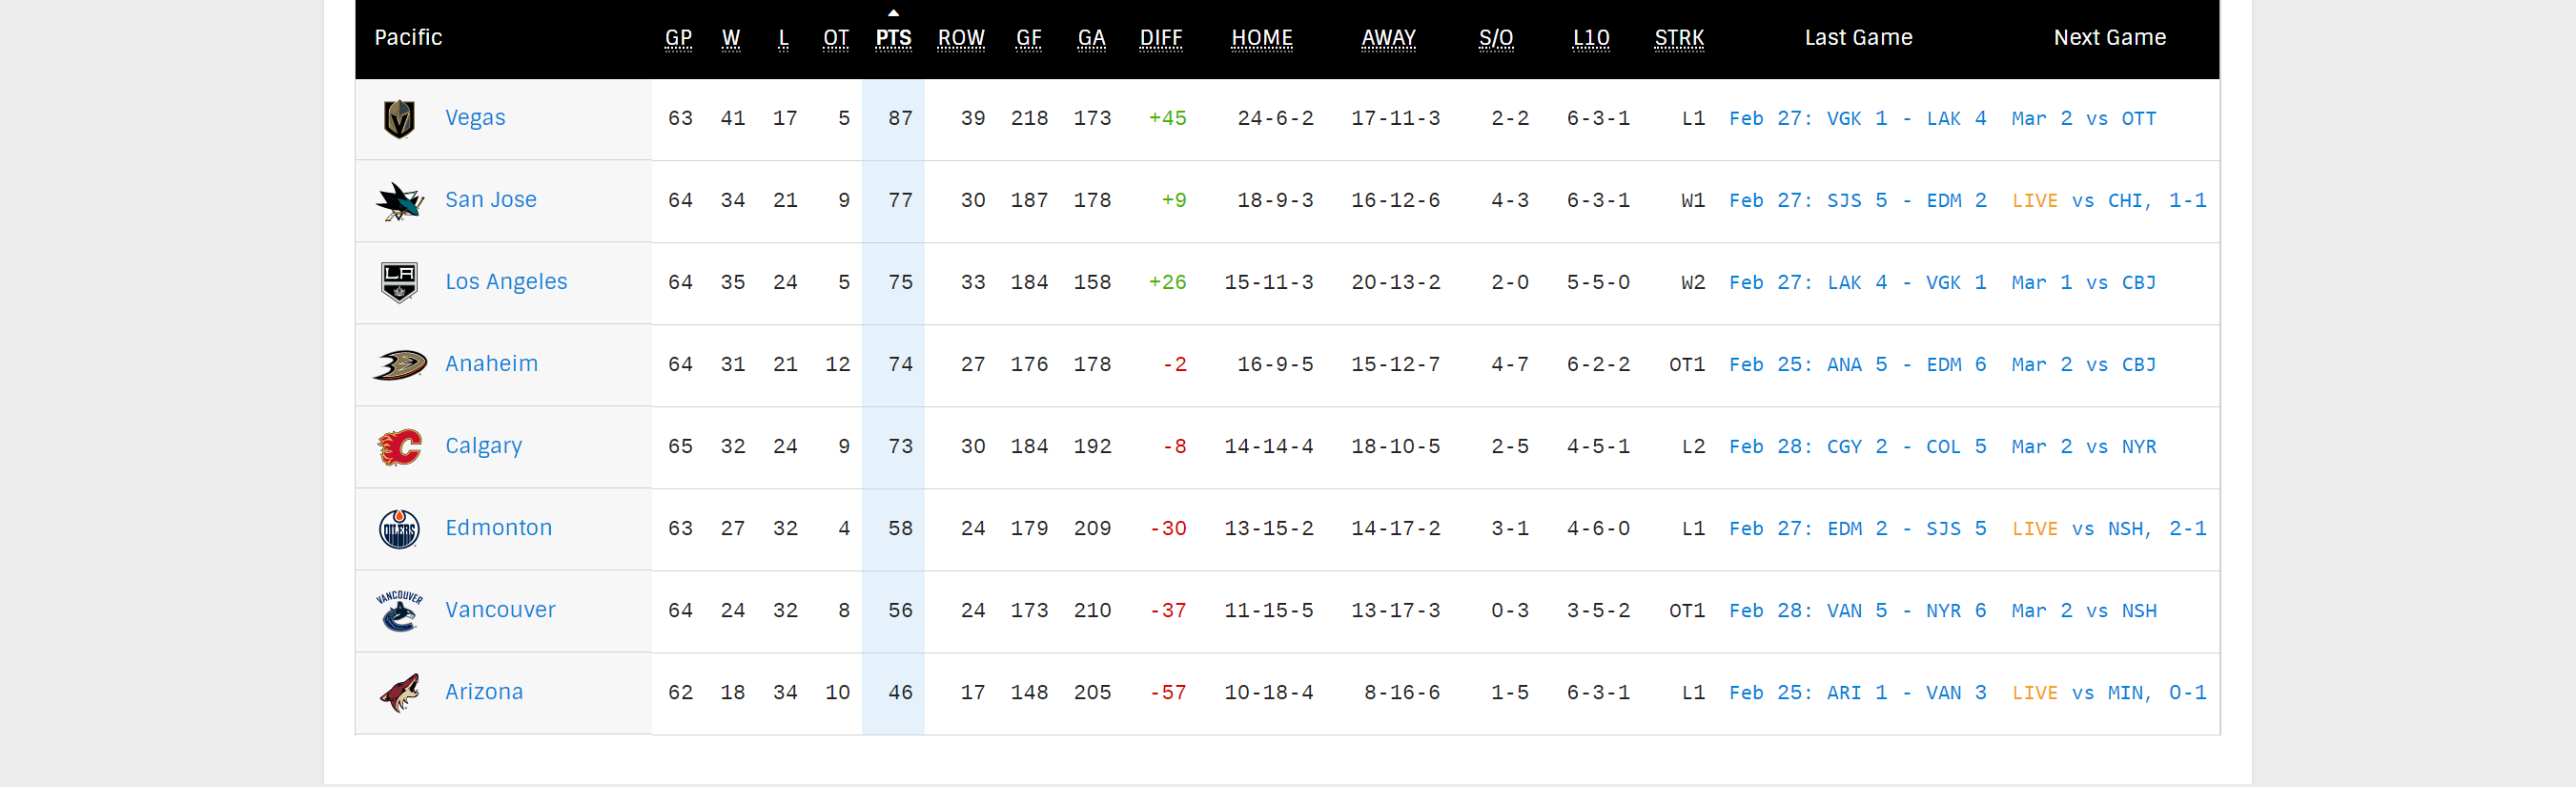 Pacific GP W L OT PTS ROW GF GA DIFF HOME AWAY S/O L10 STRK Last Game Next Game
Vegas 63 41 17 5 87 39 218 173 +45 24-6-2 17-11-3 2-2 6-3-1 L1 Feb 27: VGK 1 - LAK 4 Mar 2 vs OTT
San Jose 64 34 21 9 77 30 187 178 +9 18-9-3 16-12-6 4-3 6-3-1 W1 Feb 27: SJS 5 - EDM 2 LIVE vs CHI, 1-1
LA
Los Angeles 64 35 24 5 75 33 184 158 +26 15-11-3 20-13-2 2-0 5-5-0 W2 Feb 27: LAK 4 - VGK 1 Mar 1 vs CBJ
Anaheim 64 31 21 12 74 27 176 178 -2 16-9-5 15-12-7 4-7 6-2-2 OT1 Feb 25: ANA 5 - EDM 6 Mar 2 vs CBJ
Calgary 65 32 24 9 73 30 184 192 -8 14-14-4 18-10-5 2-5 4-5-1 L2 Feb 28: CGY 2 - COL 5 Mar 2 vs NYR
OILERS
Edmonton 63 27 32 4 58 24 179 209 -30 13-15-2 14-17-2 3-1 4-6-0 L1 Feb 27: EDM 2 - SJS 5 LIVE vs NSH, 2-1
VANCOUVER
Vancouver 64 24 32 8 56 24 173 210 -37 11-15-5 13-17-3 0-3 3-5-2 OT1 Feb 28: VAN 5 - NYR 6 Mar 2 vs NSH
Arizona 62 18 34 10 46 17 148 205 -57 10-18-4 8-16-6 1-5 6-3-1 L1 Feb 25: ARI 1 - VAN 3 LIVE vs MIN, 0-1